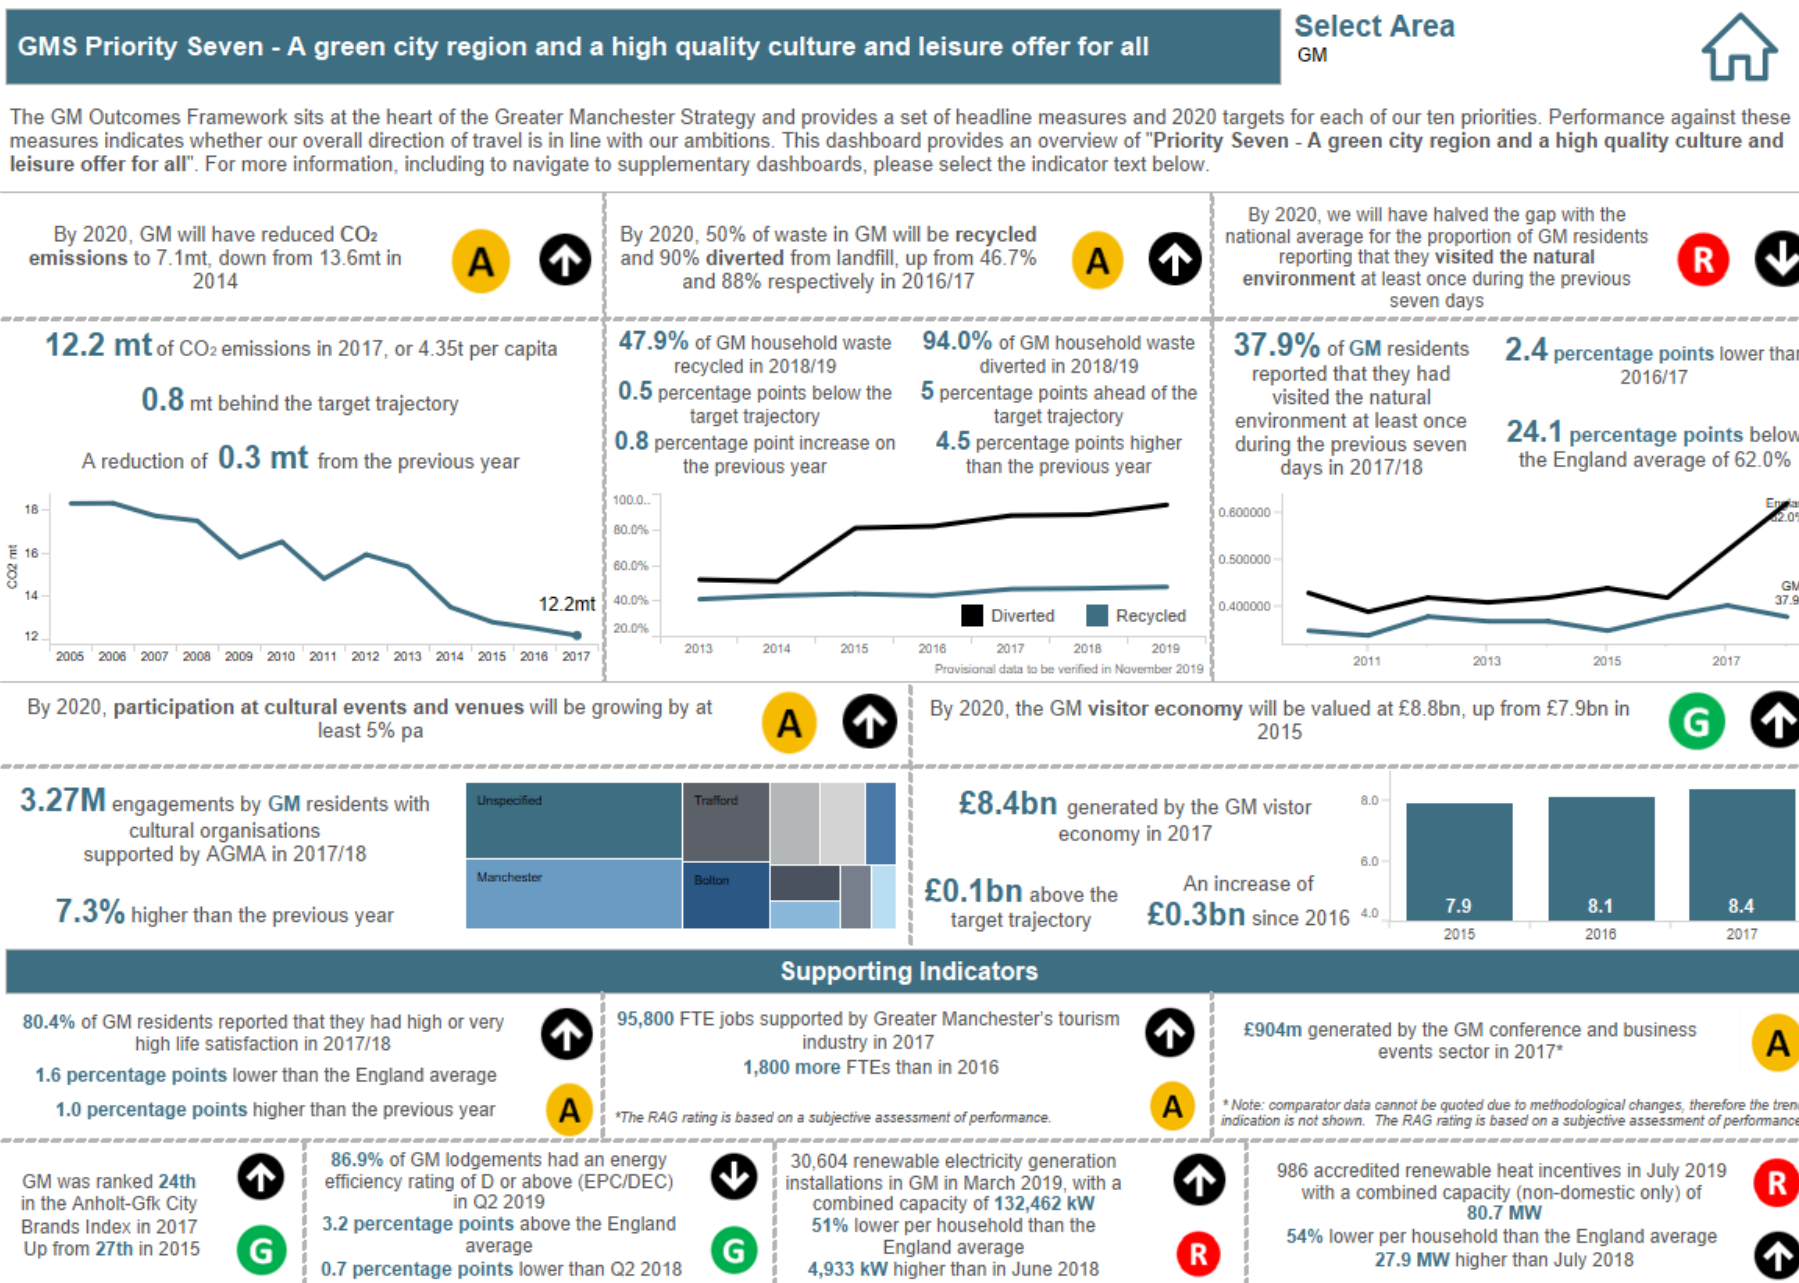 GMS Priority Seven - A green city region and a high quality culture and leisure offer for all
Select Area
GM
The GM Outcomes Framework sits at the heart of the Greater Manchester Strategy and provides a set of headline measures and 2020 targets for each of our ten priorities. Performance against these
measures indicates whether our overall direction of travel is in line with our ambitions. This dashboard provides an overview of "Priority Seven - A green city region and a high quality culture and
leisure offer for all". For more information, including to navigate to supplementary dashboards, please select the indicator text below.
By 2020, GM will have reduced CO2
emissions to 7.1mt, down from 13.6mt in
2014
A
By 2020, 50% of waste in GM will be recycled
and 90% diverted from landfill, up from 46.7%
and 88% respectively in 2016/17
A
By 2020, we will have halved the gap with the
national average for the proportion of GM residents
reporting that they visited the natural
environment at least once during the previous
seven days
R
12.2 mt of CO2 emissions in 2017, or 4.35t per capita
0.8 mt behind the target trajectory
A reduction of 0.3 mt from the previous year
CO2 mt
18
16
14
12
12.2mt
2005 2006 2007 2008 2009 2010 2011 2012 2013 2014 2015 2016 2017
47.9% of GM household waste
recycled in 2018/19
0.5 percentage points below the
target trajectory
0.8 percentage point increase on
the previous year
94.0% of GM household waste
diverted in 2018/19
5 percentage points ahead of the
target trajectory
4.5 percentage points higher
than the previous year
100.0..
80.0%
60.0%
40.0%
20.0%
Diverted
Recycled
2013 2014 2015 2016 2017 2018 2019
Provisional data to be verified in November 2019
37.9% of GM residents
reported that they had
visited the natural
environment at least once
during the previous seven
days in 2017/18
2.4 percentage points lower than
2016/17
24.1 percentage points below
the England average of 62.0%
0.600000
0.500000
0.400000
GM
37.9
2011 2013 2015 2017
By 2020, participation at cultural events and venues will be growing by at
least 5% pa
A
By 2020, the GM visitor economy will be valued at £8.8bn, up from £7.9bn in
2015
G
3.27M engagements by GM residents with
cultural organisations
supported by AGMA in 2017/18
7.3% higher than the previous year
Unspecified
Trafford
Manchester
Bolton
£8.4bn generated by the GM vistor
economy in 2017
£0.1bn above the
target trajectory
An increase of
£0.3bn since 2016
8.0
6.0
4.0
7.9 8.1 8.4
2015 2016 2017
Supporting Indicators
80.4% of GM residents reported that they had high or very
high life satisfaction in 2017/18
1.6 percentage points lower than the England average
1.0 percentage points higher than the previous year
A
95,800 FTE jobs supported by Greater Manchester's tourism
industry in 2017
1,800 more FTEs than in 2016
*The RAG rating is based on a subjective assessment of performance.
A
£904m generated by the GM conference and business
events sector in 2017*
A
* Note: comparator data cannot be quoted due to methodological changes, therefore the tren
indication is not shown. The RAG rating is based on a subjective assessment of performance
GM was ranked 24th
in the Anholt-Gfk City
Brands Index in 2017
Up from 27th in 2015
G
86.9% of GM lodgements had an energy
efficiency rating of D or above (EPC/DEC)
in Q2 2019
3.2 percentage points above the England
average
0.7 percentage points lower than Q2 2018
G
30,604 renewable electricity generation
installations in GM in March 2019, with a
combined capacity of 132,462 kW
51% lower per household than the
England average
4,933 kW higher than in June 2018
R
986 accredited renewable heat incentives in July 2019
with a combined capacity (non-domestic only) of
80.7 MW
54% lower per household than the England average
27.9 MW higher than July 2018
R